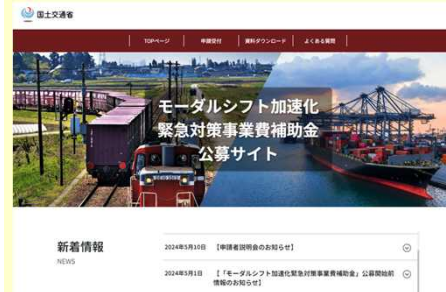 国土交通省
TOPページ
申請受付
資料ダウンロード
よくある質問
モーダルシフト加速化
緊急対策事業費補助金
公募サイト
新着情報
NEWS
2024年5月10日 【申請者説明会のお知らせ】
2024年5月1日 【「モーダルシフト加速化緊急対策事業費補助金」公募開始前
情報のお知らせ】